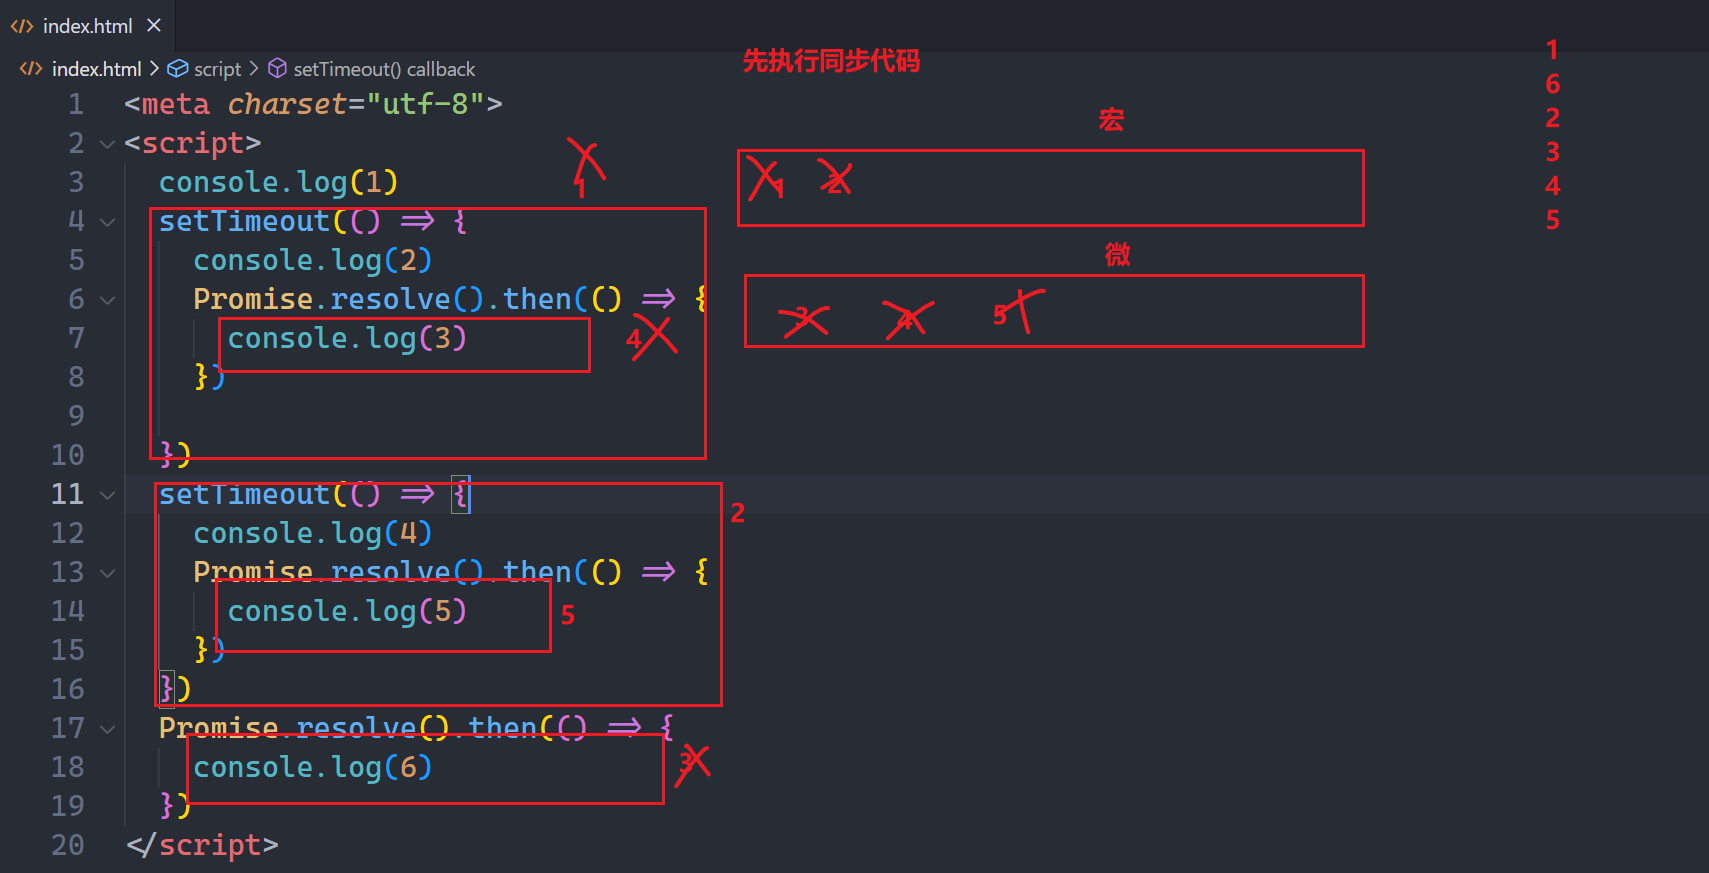 index.html
index.html > script > setTimeout() callback
先执行同步代码
1
6
2
3
4
5
宏
1 2
微
3 4 5
1 <meta charset="utf-8">
2 <script>
3 console.log(1)
1
4 setTimeout(() => {
5 console.log(2)
6 Promise.resolve().then(() => {
7 console.log(3)
4
8 })
9
10 })
11 setTimeout(() => {
2
12 console.log(4)
13 Promise.resolve().then(() => {
14 console.log(5)
5
15 })
16 })
17 Promise.resolve().then(() => {
18 console.log(6)
3
19 })
20 </script>